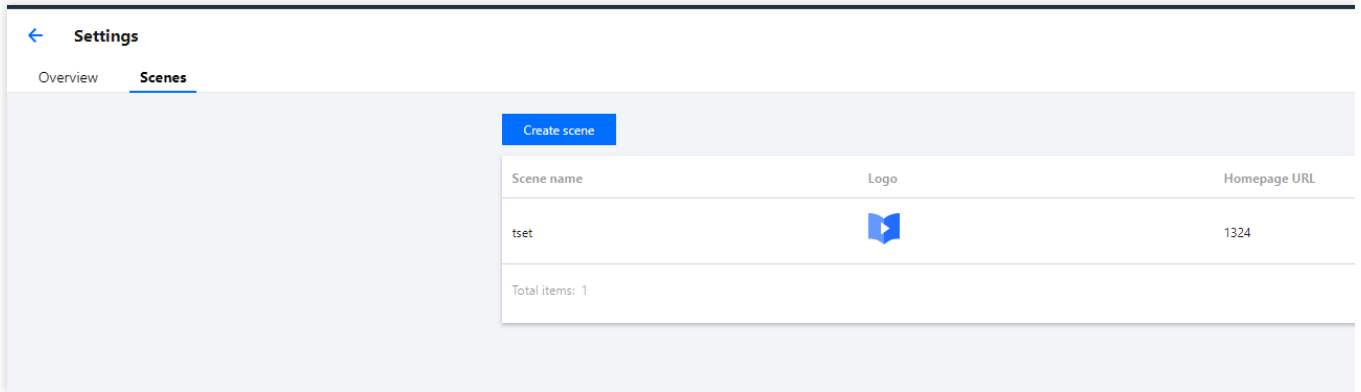 Settings
Overview Scenes
Create scene
Scene name Logo Homepage URL
tset 1324
Total items: 1